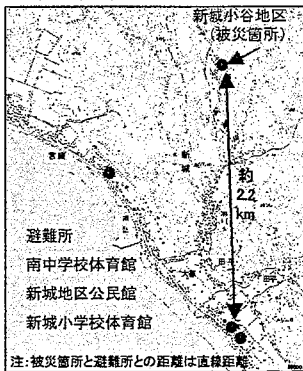 新城小谷地区
(被災箇所)
新城
約
2.2
km
避難所
南中学校体育館
新城地区公民館
新城小学校体育館
注:被災箇所と避難所との距離は直線距離